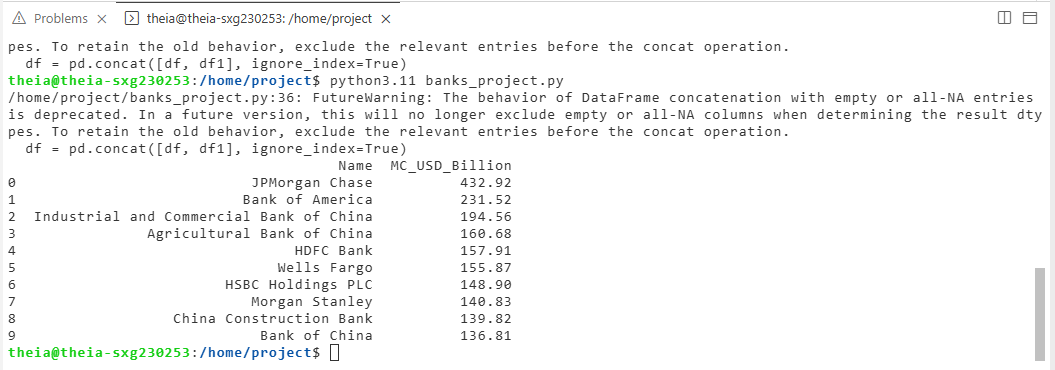 Problems
theia@theia-sxg230253: /home/project
pes. To retain the old behavior, exclude the relevant entries before the concat operation.
  df = pd.concat([df, df1], ignore_index=True)
theia@theia-sxg230253:/home/project$ python3.11 banks_project.py
/home/project/banks_project.py:36: FutureWarning: The behavior of DataFrame concatenation with empty or all-NA entries
is deprecated. In a future version, this will no longer exclude empty or all-NA columns when determining the result dty
pes. To retain the old behavior, exclude the relevant entries before the concat operation.
  df = pd.concat([df, df1], ignore_index=True)
                                      Name  MC_USD_Billion
0                           JPMorgan Chase          432.92
1                          Bank of America          231.52
2  Industrial and Commercial Bank of China          194.56
3               Agricultural Bank of China          160.68
4                                HDFC Bank          157.91
5                              Wells Fargo          155.87
6                        HSBC Holdings PLC          148.90
7                           Morgan Stanley          140.83
8                  China Construction Bank          139.82
9                            Bank of China          136.81
theia@theia-sxg230253:/home/project$